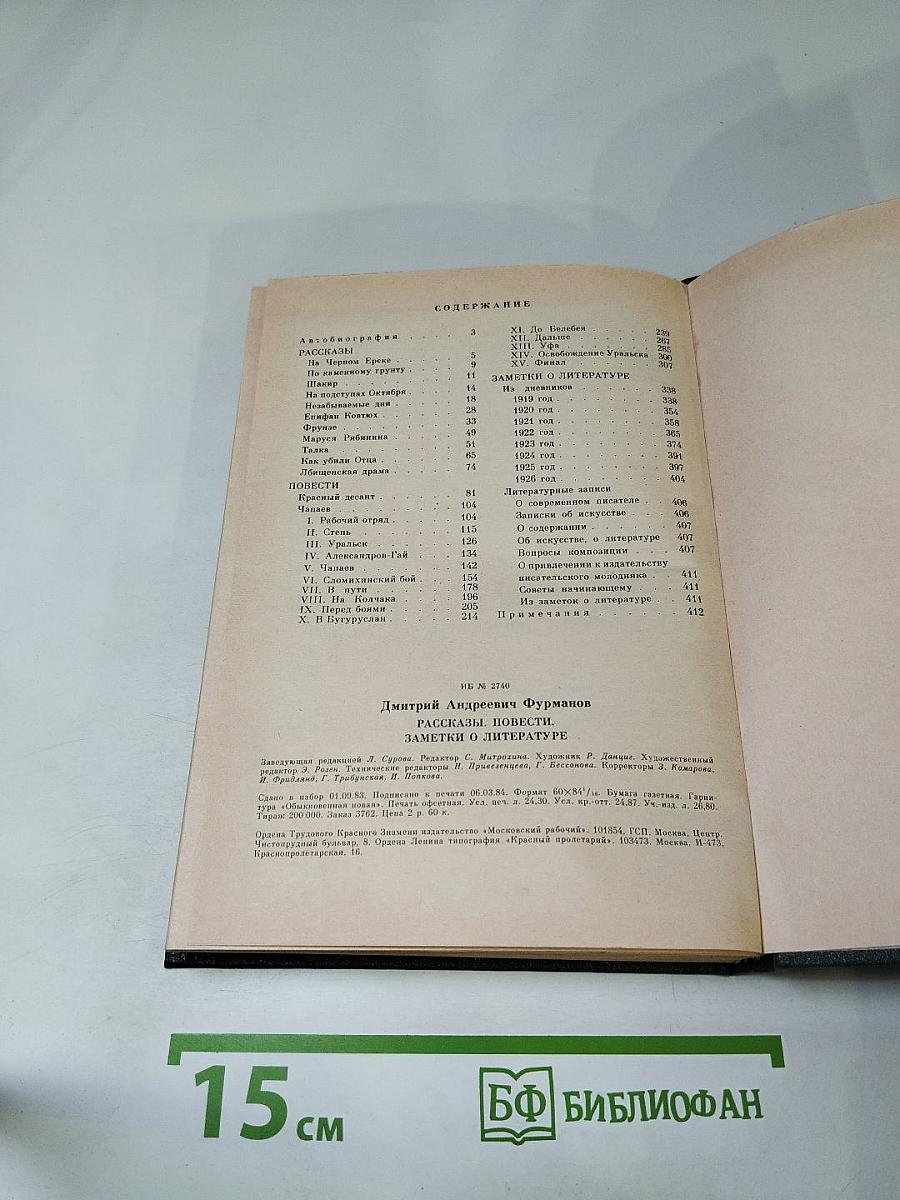 СОДЕРЖАНИЕ
Автобиография . . . . . 3
РАССКАЗЫ
На Черном Ереке . . . . . 5
По каменному грунту . . . . 9
Шакир . . . . . . . . 11
На подступах Октября . . . . 14
Незабываемые дни . . . . . 18
Епифан Ковтюх . . . . . . 28
Фрунзе . . . . . . . . 33
Маруся Рябинина . . . . . 49
Талка . . . . . . . . 51
Как убили Отца . . . . . . 65
Лбищенская драма . . . . . 74
ПОВЕСТИ
Красный десант . . . . . . 81
Чапаев . . . . . . . . 104
I. Рабочий отряд . . . . . 104
II. Степь . . . . . . . 115
III. Уральск . . . . . . 126
IV. Александров-Гай . . . 134
V. Чапаев . . . . . . . 142
VI. Сломихинский бой . . . 154
VII. В пути . . . . . . 178
VIII. На Колчака . . . . . 196
IX. Перед боями . . . . . 205
X. В Бугуруслан . . . . . 214
XI. До Белебея . . . . . 239
XII. Дальше . . . . . . 267
XIII. Уфа . . . . . . . 285
XIV. Освобождение Уральска 300
XV. Финал . . . . . . . 307
ЗАМЕТКИ О ЛИТЕРАТУРЕ
Из дневников . . . . . . 338
1919 год . . . . . . . 338
1920 год . . . . . . . 354
1921 год . . . . . . . 358
1922 год . . . . . . . 365
1923 год . . . . . . . 374
1924 год . . . . . . . 391
1925 год . . . . . . . 397
1926 год . . . . . . . 404
Литературные записи
О современном писателе . . 406
Записки об искусстве . . . 406
О содержании . . . . . 407
Об искусстве, о литературе 407
Вопросы композиции . . . 407
О привлечении к издательству
писательского молодняка . . 411
Советы начинающему . . . 411
Из заметок о литературе . . 411
Примечания . . . . . . 412
ИБ № 2740
Дмитрий Андреевич Фурманов
РАССКАЗЫ. ПОВЕСТИ.
ЗАМЕТКИ О ЛИТЕРАТУРЕ
Заведующая редакцией Л. Сурова. Редактор С. Митрохина. Художник Р. Данциг. Художественный
редактор Э. Розен. Технические редакторы Н. Привезенцева, Г. Бессонова. Корректоры З. Комарова,
И. Фридлянд, Г. Трибунская, И. Попкова.
Сдано в набор 01.09.83. Подписано к печати 06.03.84. Формат 60×84¹/₁₆. Бумага газетная. Гарни-
тура «Обыкновенная новая». Печать офсетная. Усл. печ. л. 24,30. Усл. кр.-отт. 24,87. Уч.-изд. л. 26,80.
Тираж 200 000. Заказ 3762. Цена 2 р. 60 к.
Ордена Трудового Красного Знамени издательство «Московский рабочий». 101854, ГСП, Москва, Центр,
Чистопрудный бульвар, 8. Ордена Ленина типография «Красный пролетарий». 103473, Москва, И-473,
Краснопролетарская, 16.
15 см
БФ БИБЛИОФАН